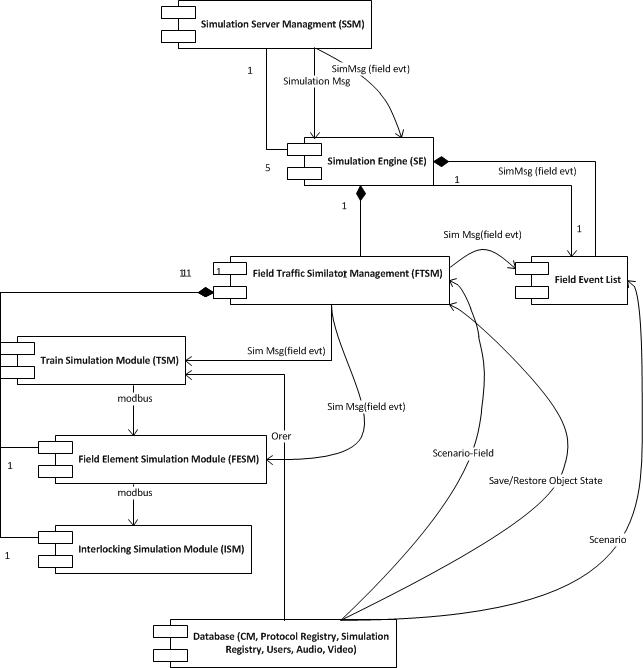 Simulation Server Managment (SSM)
1
SimMsg (field evt)
Simulation Msg
Simulation Engine (SE)
5
SimMsg (field evt)
1
1
1
Sim Msg(field evt)
111
1
Field Traffic Similatir Management (FTSM)
Field Event List
Sim Msg(field evt)
Train Simulation Module (TSM)
modbus
Sim Msg(field evt)
Orer
Field Element Simulation Module (FESM)
1
Scenario-Field
modbus
Save/Restore Object State
Scenario
Interlocking Simulation Module (ISM)
1
Database (CM, Protocol Registry, Simulation
Registry, Users, Audio, Video)